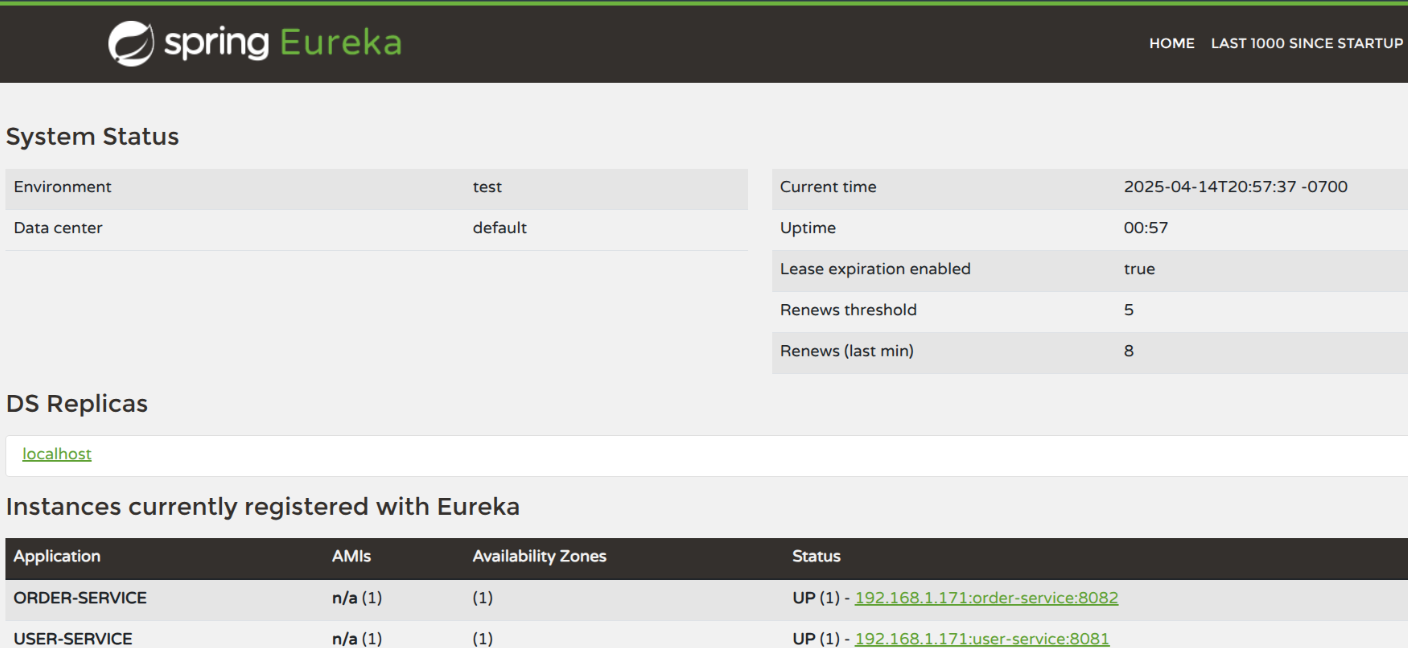 spring Eureka
HOME LAST 1000 SINCE STARTUP
System Status
Environment test
Data center default
Current time 2025-04-14T20:57:37 -0700
Uptime 00:57
Lease expiration enabled true
Renews threshold 5
Renews (last min) 8
DS Replicas
localhost
Instances currently registered with Eureka
Application AMIs Availability Zones Status
ORDER-SERVICE n/a (1) (1) UP (1) - 192.168.1.171:order-service:8082
USER-SERVICE n/a (1) (1) UP (1) - 192.168.1.171:user-service:8081